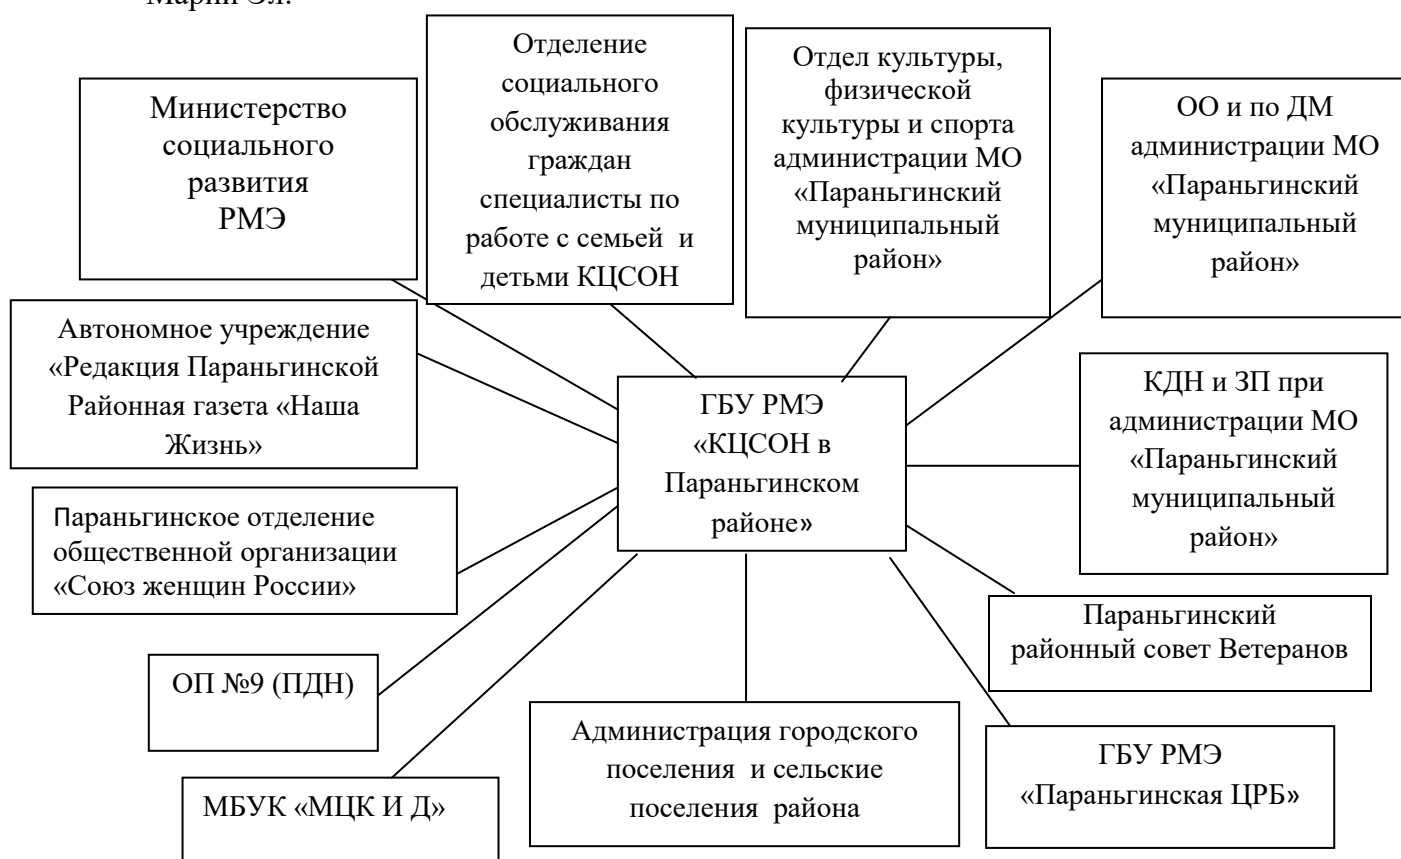 Марий Эл.
Отделение
социального
обслуживания
граждан
специалисты по
работе с семьей и
детьми КЦСОН
Отдел культуры,
физической
культуры и спорта
администрации МО
«Параньгинский
муниципальный
район»
Министерство
социального
развития
РМЭ
ОО и по ДМ
администрации МО
«Параньгинский
муниципальный
район»
Автономное учреждение
«Редакция Параньгинской
Районная газета «Наша
Жизнь»
ГБУ РМЭ
«КЦСОН в
Параньгинском
районе»
КДН и ЗП при
администрации МО
«Параньгинский
муниципальный
район»
Параньгинское отделение
общественной организации
«Союз женщин России»
Параньгинский
районный совет Ветеранов
ОП №9 (ПДН)
Администрация городского
поселения и сельские
поселения района
ГБУ РМЭ
«Параньгинская ЦРБ»
МБУК «МЦК И Д»